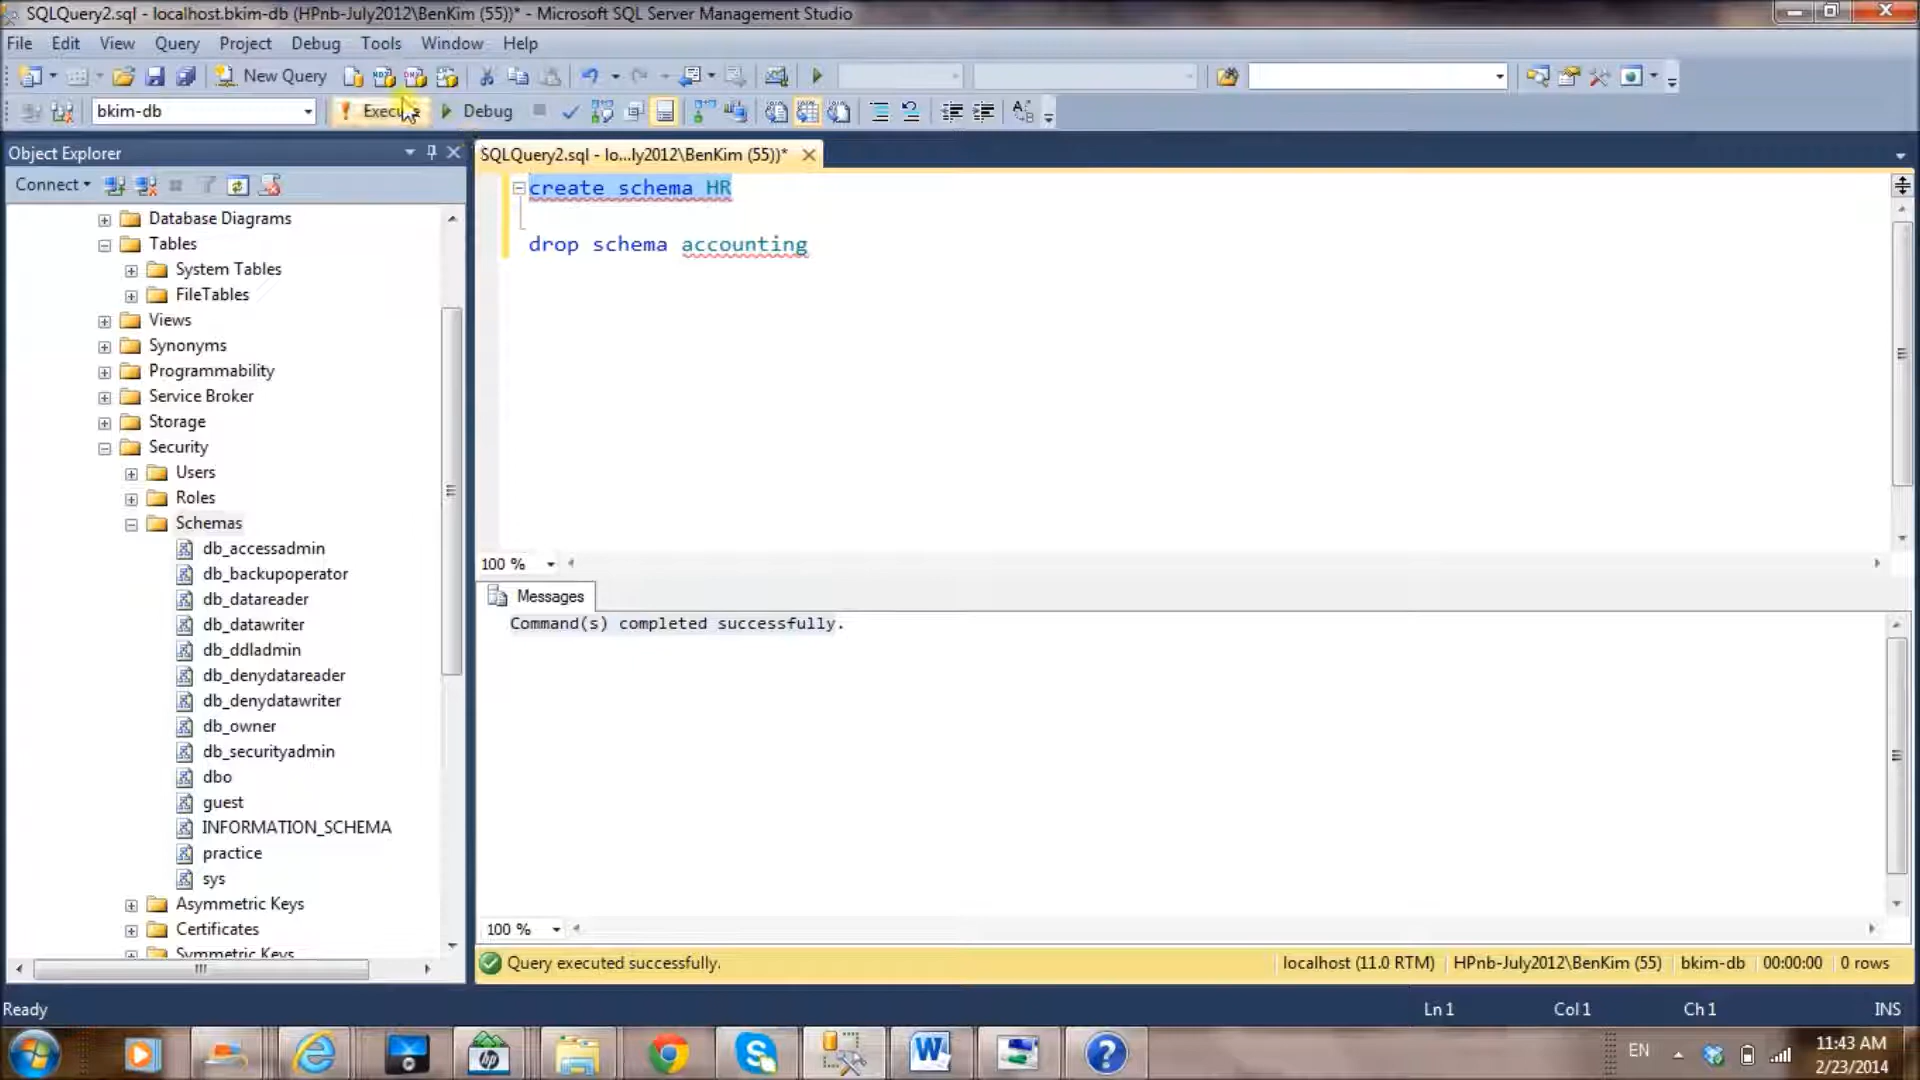 SQLQuery2.sql - localhost.bkim-db (HPnb-July2012\BenKim (55))* - Microsoft SQL Server Management Studio
File Edit View Query Project Debug Tools Window Help
New Query
bkim-db Execute Debug
Object Explorer
Connect
Database Diagrams
Tables
System Tables
FileTables
Views
Synonyms
Programmability
Service Broker
Storage
Security
Users
Roles
Schemas
db_accessadmin
db_backupoperator
db_datareader
db_datawriter
db_ddladmin
db_denydatareader
db_denydatawriter
db_owner
db_securityadmin
dbo
guest
INFORMATION_SCHEMA
practice
sys
Asymmetric Keys
Certificates
Symmetric Keys
SQLQuery2.sql - lo...ly2012\BenKim (55))*
create schema HR
drop schema accounting
100 %
Messages
Command(s) completed successfully.
100 %
Query executed successfully. localhost (11.0 RTM) HPnb-July2012\BenKim (55) bkim-db 00:00:00 0 rows
Ready Ln 1 Col 1 Ch 1 INS
EN 11:43 AM
2/23/2014